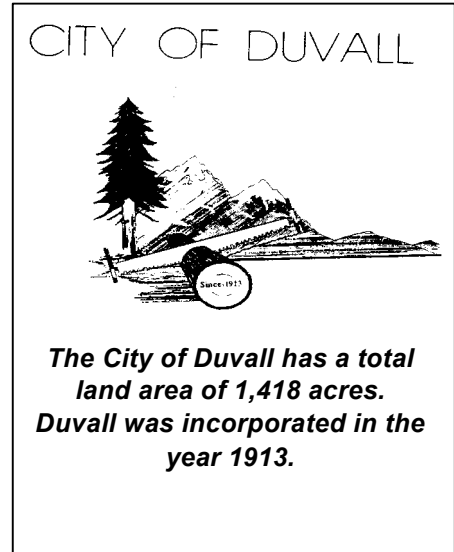 CITY OF DUVALL
Since-1913
The City of Duvall has a total
land area of 1,418 acres.
Duvall was incorporated in the
year 1913.